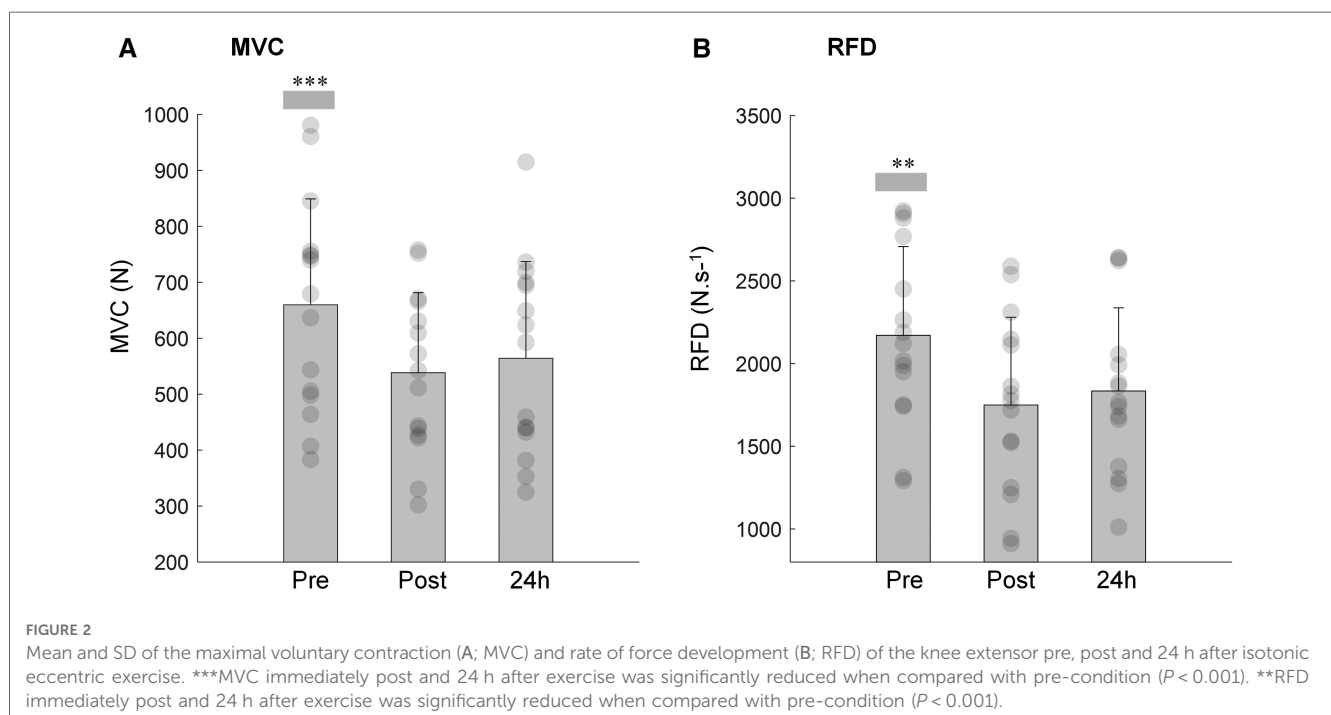 A MVC
***
1000
900
800
700
600
500
400
300
200
MVC (N)
Pre Post 24h
B RFD
**
3500
3000
2500
2000
1500
1000
RFD (N.s-1)
Pre Post 24h
FIGURE 2
Mean and SD of the maximal voluntary contraction (A; MVC) and rate of force development (B; RFD) of the knee extensor pre, post and 24 h after isotonic
eccentric exercise. ***MVC immediately post and 24 h after exercise was significantly reduced when compared with pre-condition (P < 0.001). **RFD
immediately post and 24 h after exercise was significantly reduced when compared with pre-condition (P < 0.001).